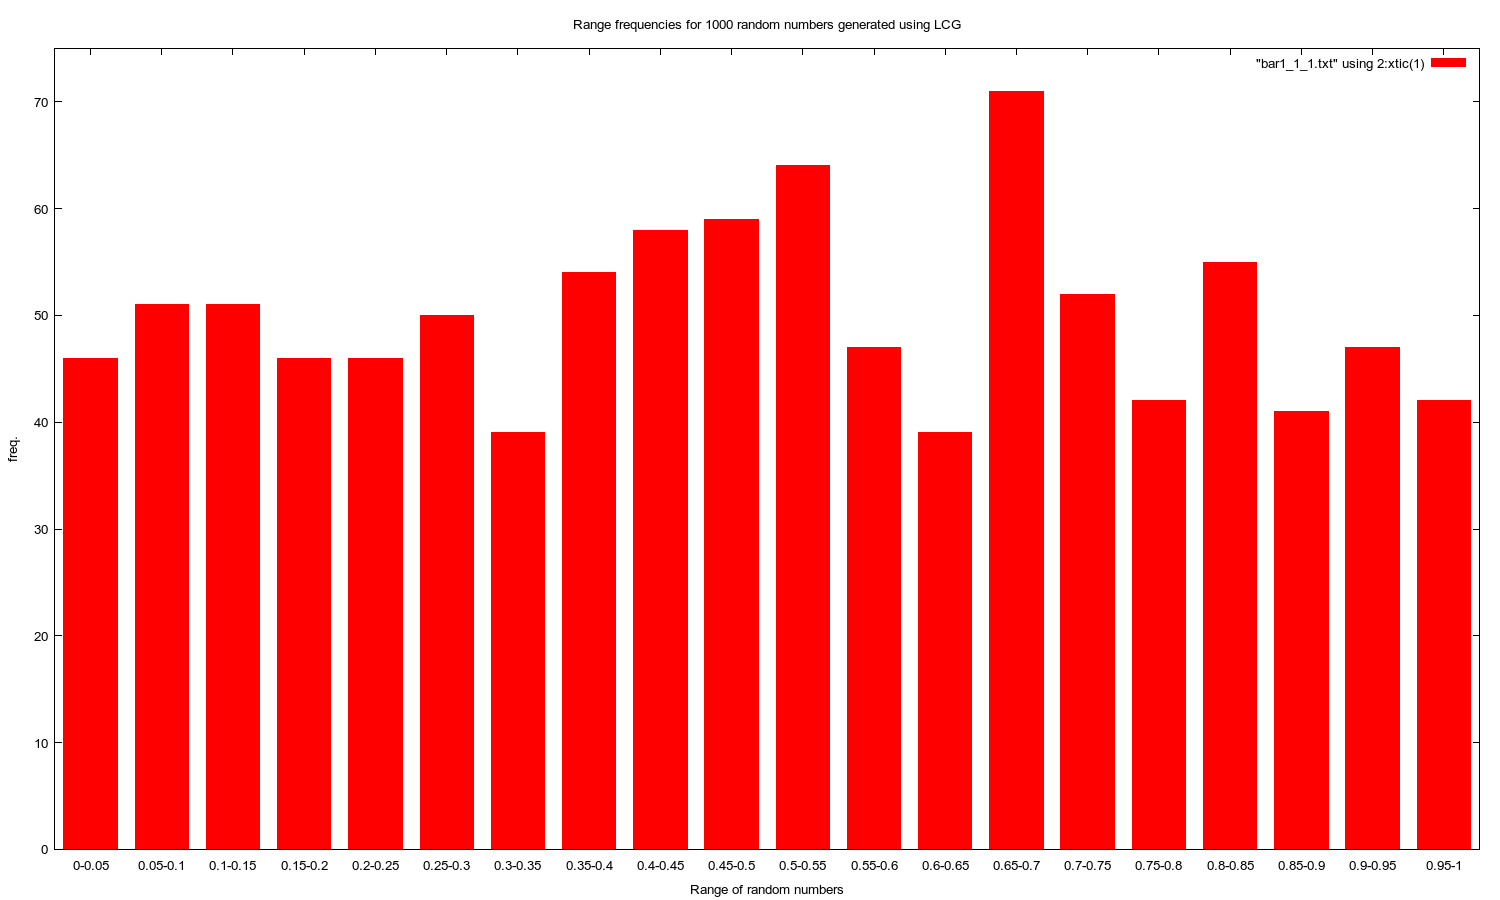 Range frequencies for 1000 random numbers generated using LCG
"bar1_1_1.txt" using 2:xtic(1)
70
60
50
40
30
20
10
0
freq.
0-0.05 0.05-0.1 0.1-0.15 0.15-0.2 0.2-0.25 0.25-0.3 0.3-0.35 0.35-0.4 0.4-0.45 0.45-0.5 0.5-0.55 0.55-0.6 0.6-0.65 0.65-0.7 0.7-0.75 0.75-0.8 0.8-0.85 0.85-0.9 0.9-0.95 0.95-1
Range of random numbers